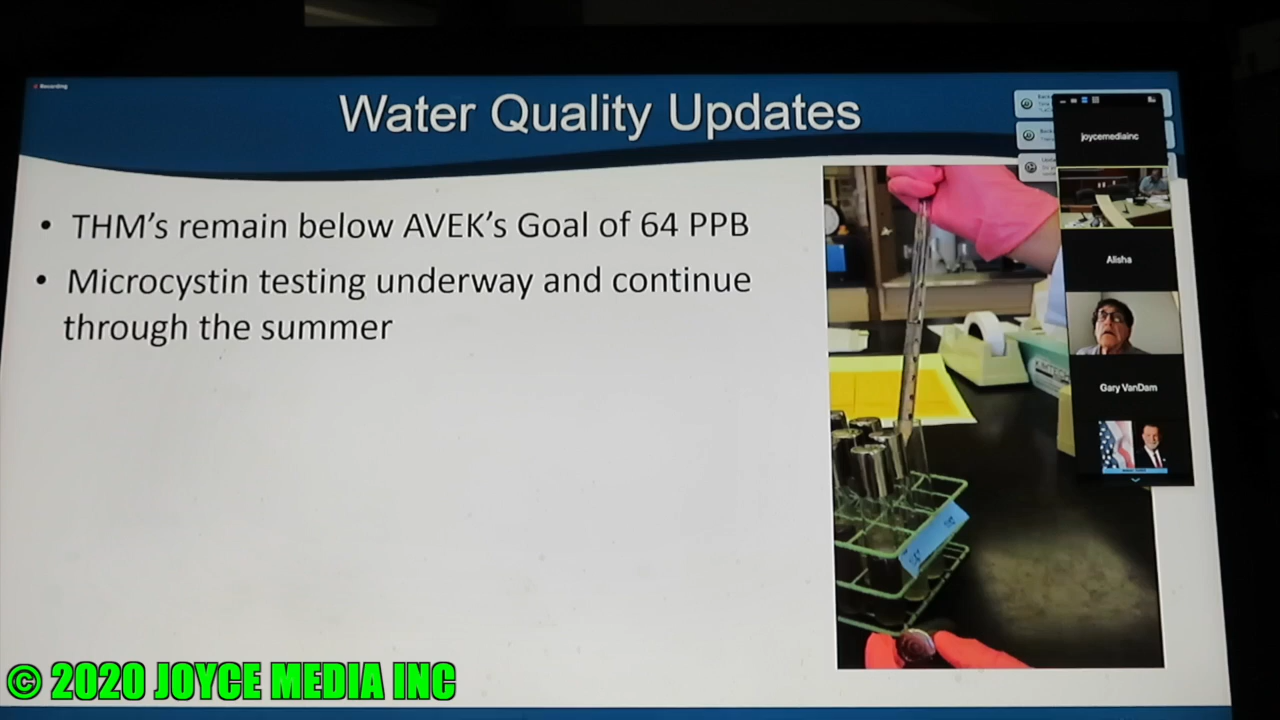 Recording
Water Quality Updates
• THM's remain below AVEK's Goal of 64 PPB
• Microcystin testing underway and continue
through the summer
joycemediainc
Alisha
Gary VanDam
© 2020 JOYCE MEDIA INC